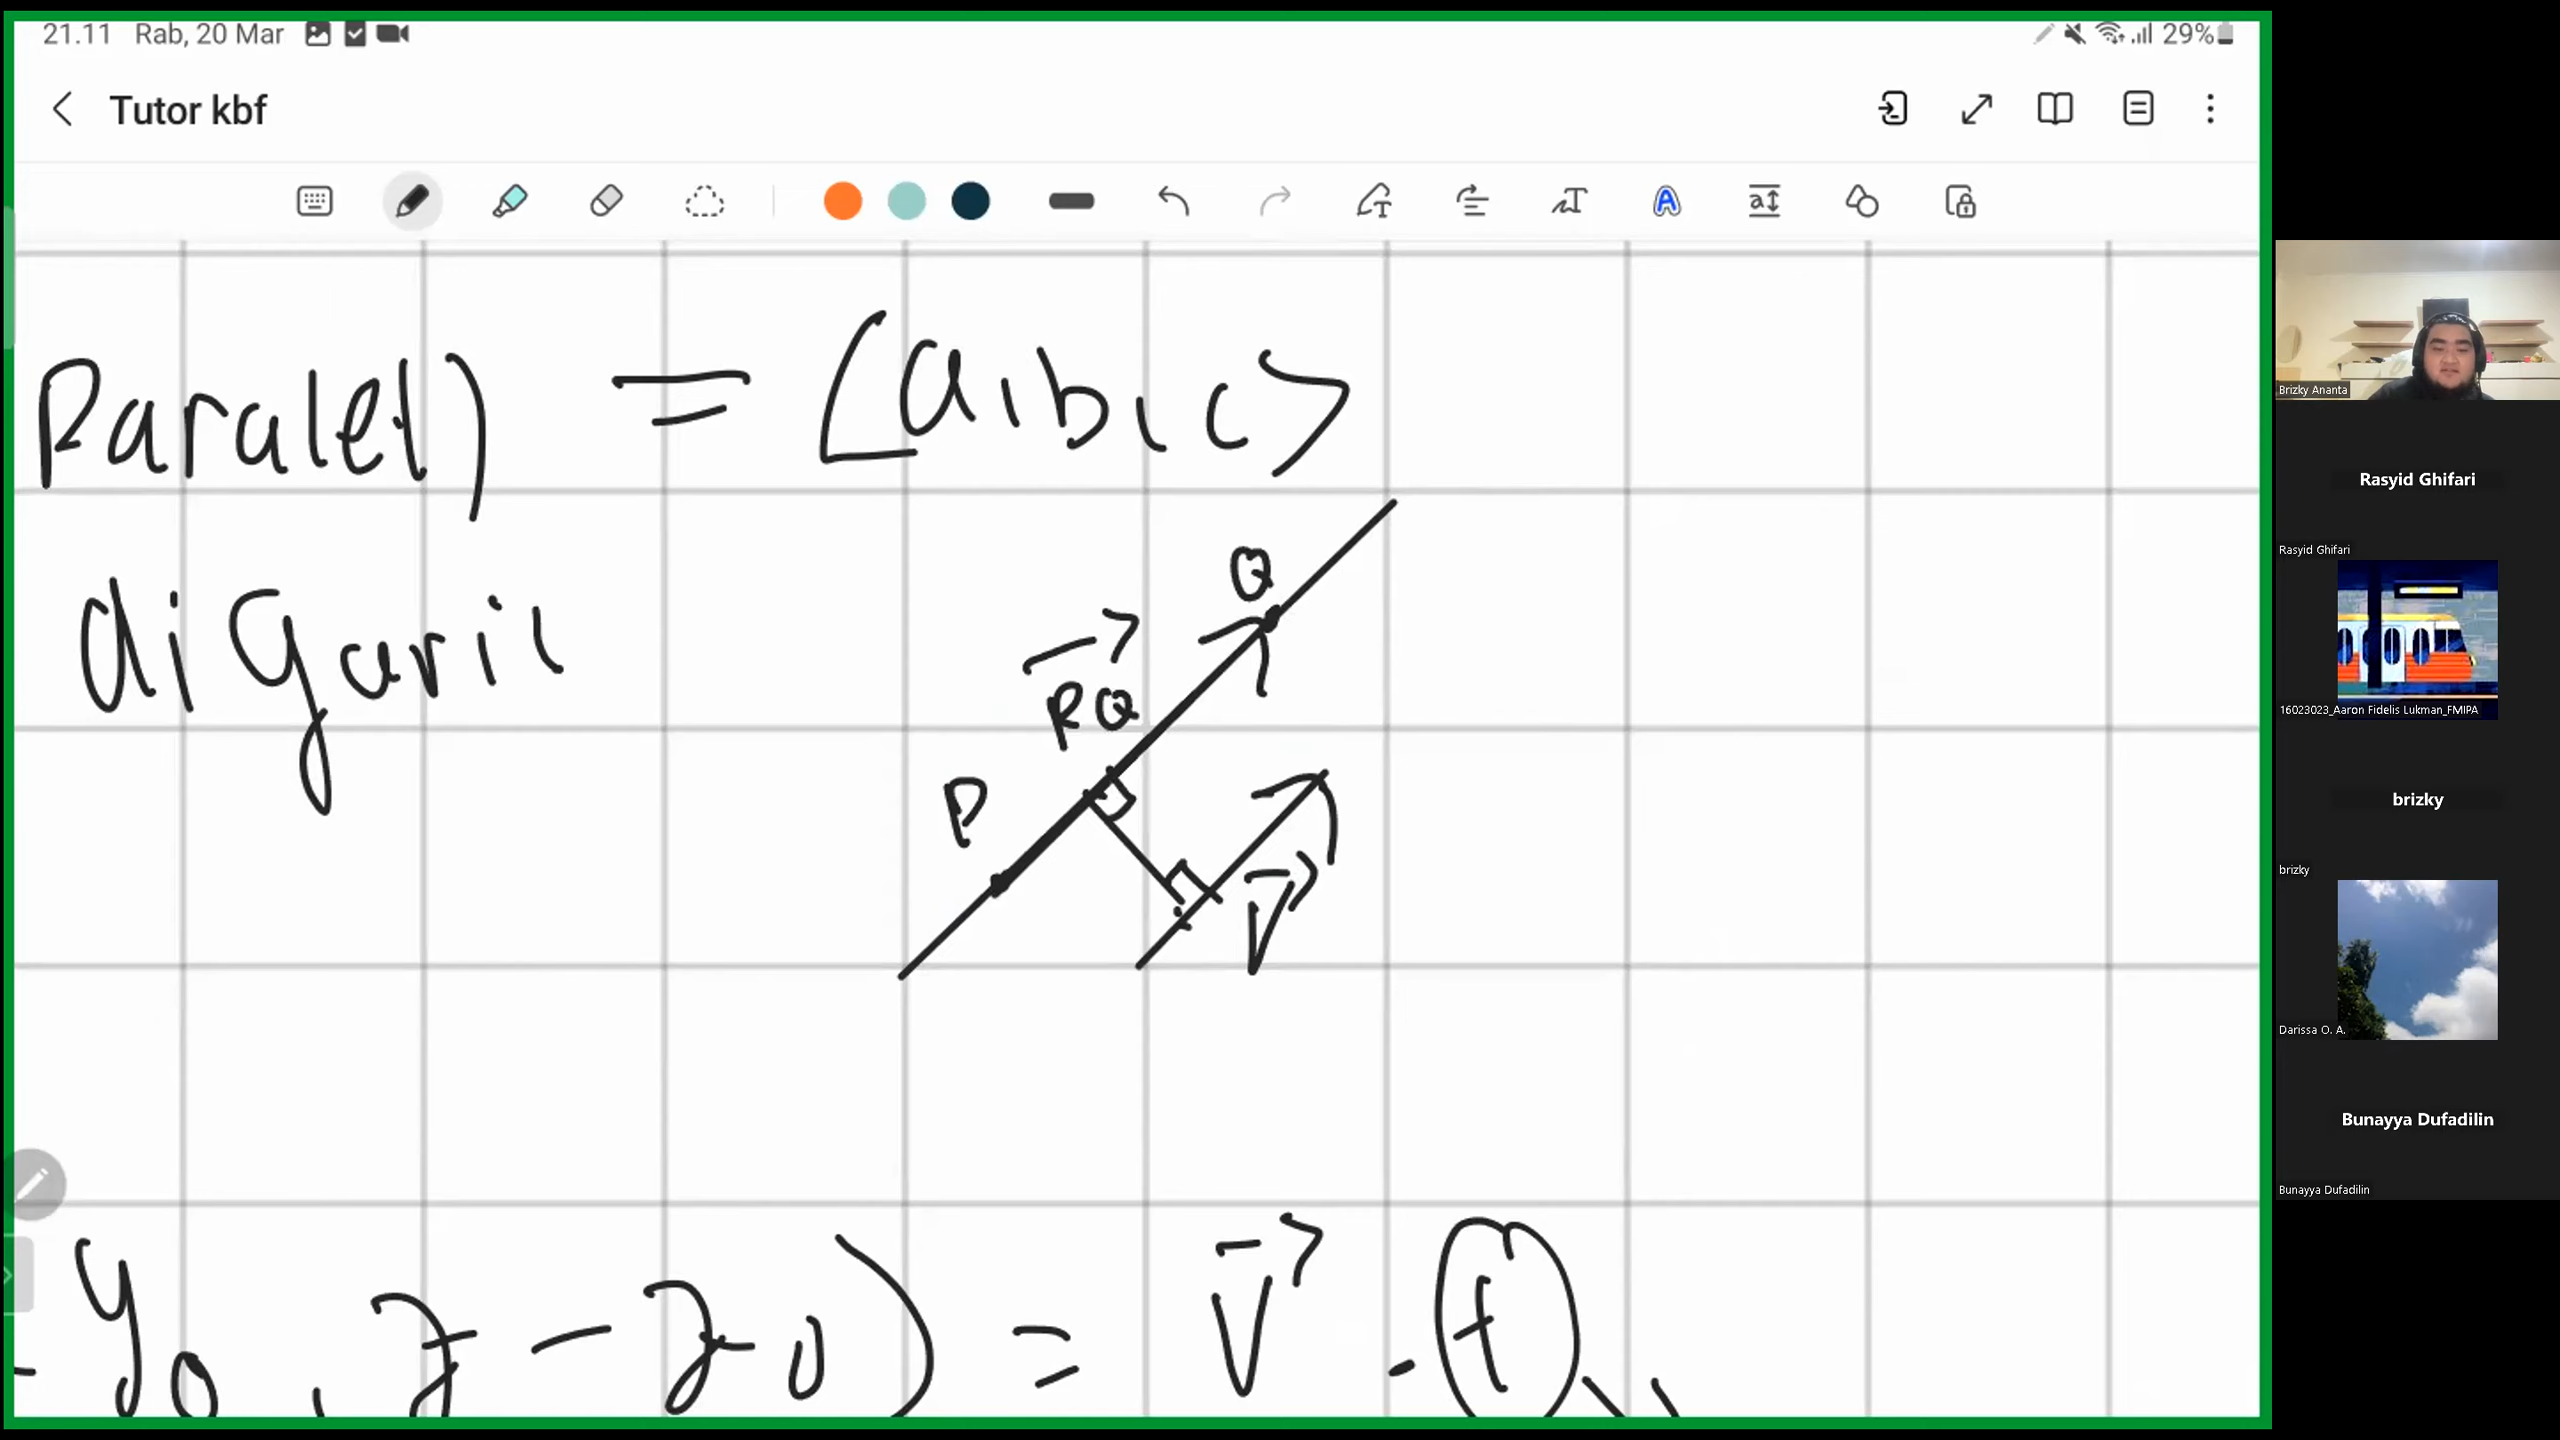 21.11 Rab, 20 Mar
29%
Tutor kbf
Paralel) = <a, b, c>
di garis
Q
PQ
P
V
y0, z - z0) = V . t
Brizky Ananta
Rasyid Ghifari
Rasyid Ghifari
16023023_Aaron Fidelis Lukman_FMIPA
brizky
brizky
Darissa O. A.
Bunayya Dufadilin
Bunayya Dufadilin